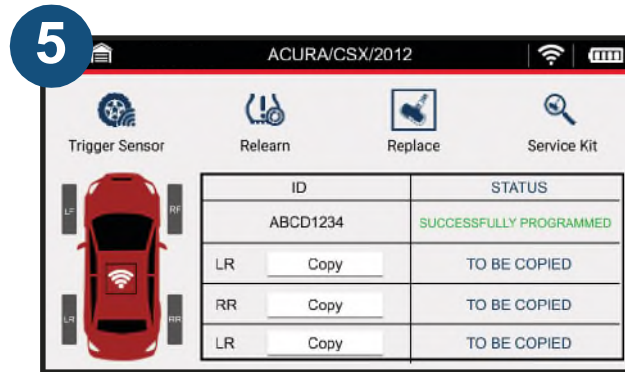 5
ACURA/CSX/2012
Trigger Sensor Relearn Replace Service Kit
ID STATUS
ABCD1234 SUCCESSFULLY PROGRAMMED
LR Copy TO BE COPIED
RR Copy TO BE COPIED
LR Copy TO BE COPIED
LF RF
LR RR